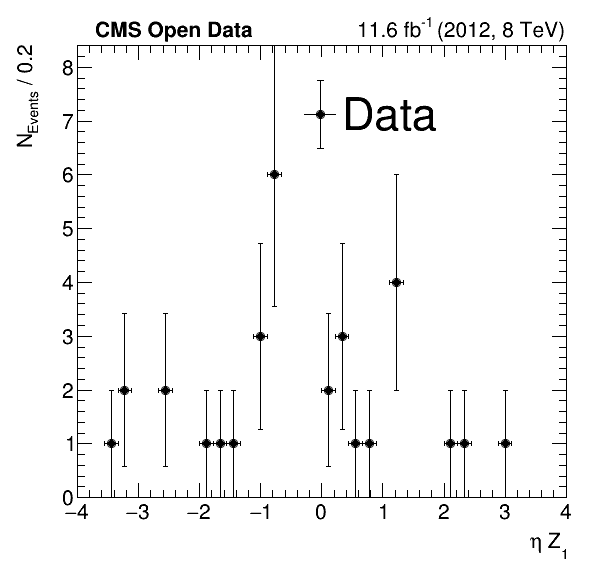 CMS Open Data 11.6 fb⁻¹ (2012, 8 TeV)
N_Events / 0.2
8
7
6
5
4
3
2
1
0
Data
−4 −3 −2 −1 0 1 2 3 4
η Z₁